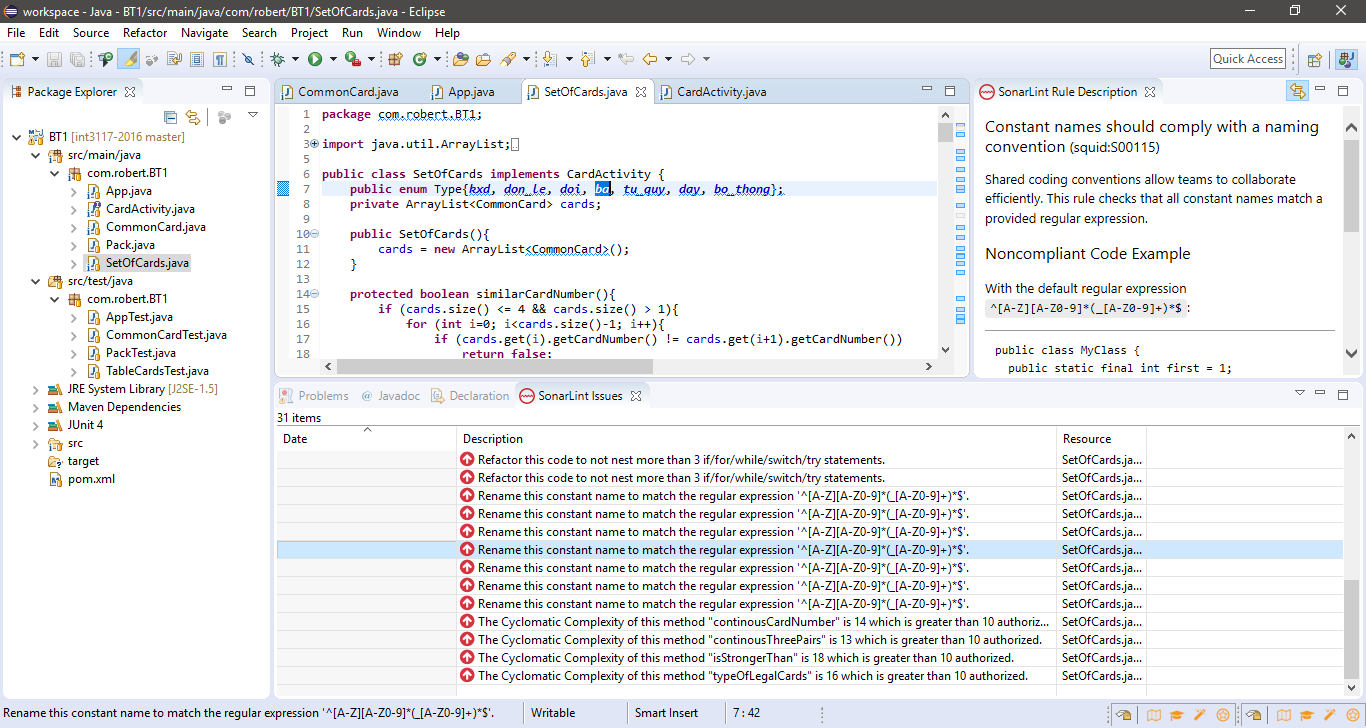 workspace - Java - BT1/src/main/java/com/robert/BT1/SetOfCards.java - Eclipse
File Edit Source Refactor Navigate Search Project Run Window Help
Quick Access
Package Explorer
BT1 [int3117-2016 master]
src/main/java
com.robert.BT1
App.java
CardActivity.java
CommonCard.java
Pack.java
SetOfCards.java
src/test/java
com.robert.BT1
AppTest.java
CommonCardTest.java
PackTest.java
TableCardsTest.java
JRE System Library [J2SE-1.5]
Maven Dependencies
JUnit 4
src
target
pom.xml
CommonCard.java App.java SetOfCards.java CardActivity.java
1 package com.robert.BT1;
2
3 import java.util.ArrayList;
5
6 public class SetOfCards implements CardActivity {
7 public enum Type{kxd, don_le, doi, ba, tu_quy, day, bo_thong};
8 private ArrayList<CommonCard> cards;
9
10 public SetOfCards(){
11 cards = new ArrayList<CommonCard>();
12 }
13
14 protected boolean similarCardNumber(){
15 if (cards.size() <= 4 && cards.size() > 1){
16 for (int i=0; i<cards.size()-1; i++){
17 if (cards.get(i).getCardNumber() != cards.get(i+1).getCardNumber())
18 return false;
SonarLint Rule Description
Constant names should comply with a naming
convention (squid:S00115)
Shared coding conventions allow teams to collaborate
efficiently. This rule checks that all constant names match a
provided regular expression.
Noncompliant Code Example
With the default regular expression
^[A-Z][A-Z0-9]*(_[A-Z0-9]+)*$ :
public class MyClass {
public static final int first = 1;
Problems @ Javadoc Declaration SonarLint Issues
31 items
Date Description Resource
Refactor this code to not nest more than 3 if/for/while/switch/try statements. SetOfCards.ja...
Refactor this code to not nest more than 3 if/for/while/switch/try statements. SetOfCards.ja...
Rename this constant name to match the regular expression '^[A-Z][A-Z0-9]*(_[A-Z0-9]+)*$'. SetOfCards.ja...
Rename this constant name to match the regular expression '^[A-Z][A-Z0-9]*(_[A-Z0-9]+)*$'. SetOfCards.ja...
Rename this constant name to match the regular expression '^[A-Z][A-Z0-9]*(_[A-Z0-9]+)*$'. SetOfCards.ja...
Rename this constant name to match the regular expression '^[A-Z][A-Z0-9]*(_[A-Z0-9]+)*$'. SetOfCards.ja...
Rename this constant name to match the regular expression '^[A-Z][A-Z0-9]*(_[A-Z0-9]+)*$'. SetOfCards.ja...
Rename this constant name to match the regular expression '^[A-Z][A-Z0-9]*(_[A-Z0-9]+)*$'. SetOfCards.ja...
Rename this constant name to match the regular expression '^[A-Z][A-Z0-9]*(_[A-Z0-9]+)*$'. SetOfCards.ja...
The Cyclomatic Complexity of this method "continousCardNumber" is 14 which is greater than 10 authoriz... SetOfCards.ja...
The Cyclomatic Complexity of this method "continousThreePairs" is 13 which is greater than 10 authorized. SetOfCards.ja...
The Cyclomatic Complexity of this method "isStrongerThan" is 18 which is greater than 10 authorized. SetOfCards.ja...
The Cyclomatic Complexity of this method "typeOfLegalCards" is 16 which is greater than 10 authorized. SetOfCards.ja...
Rename this constant name to match the regular expression '^[A-Z][A-Z0-9]*(_[A-Z0-9]+)*$'. Writable Smart Insert 7 : 42